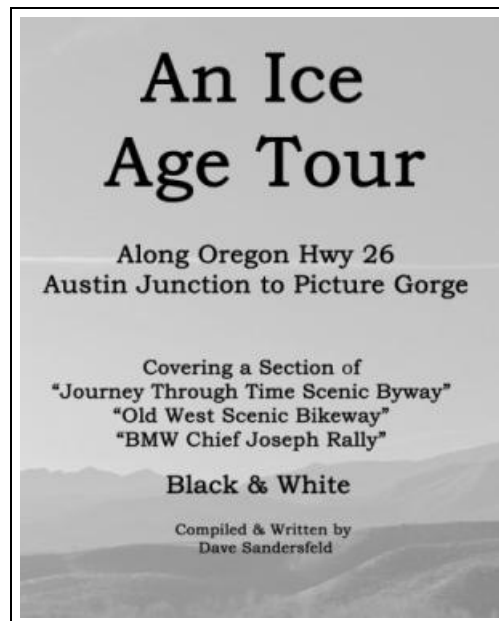 An Ice
Age Tour
Along Oregon Hwy 26
Austin Junction to Picture Gorge
Covering a Section of
“Journey Through Time Scenic Byway”
“Old West Scenic Bikeway”
“BMW Chief Joseph Rally”
Black & White
Compiled & Written by
Dave Sandersfeld